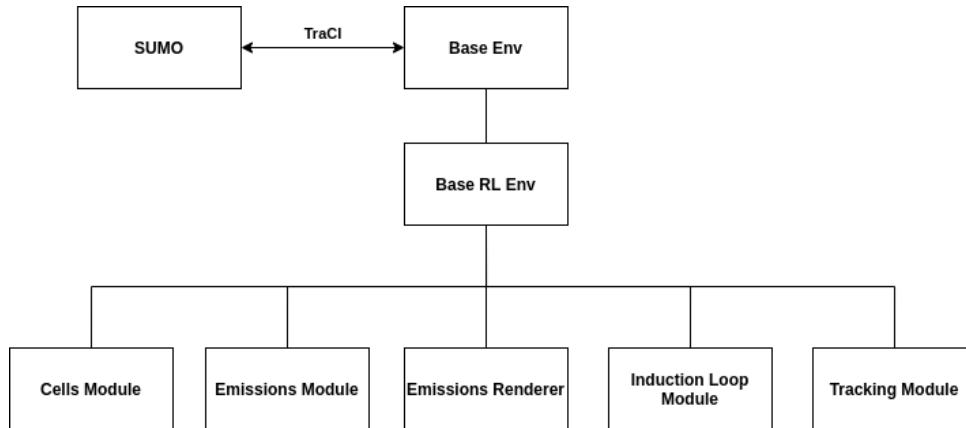 SUMO
TraCI
Base Env
Base RL Env
Cells Module
Emissions Module
Emissions Renderer
Induction Loop
Module
Tracking Module